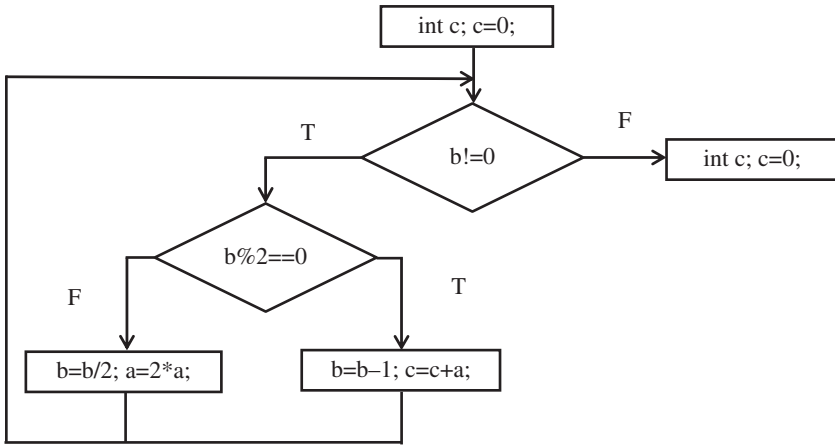 int c; c=0;
T
F
b!=0
int c; c=0;
b%2==0
F
T
b=b/2; a=2*a;
b=b–1; c=c+a;